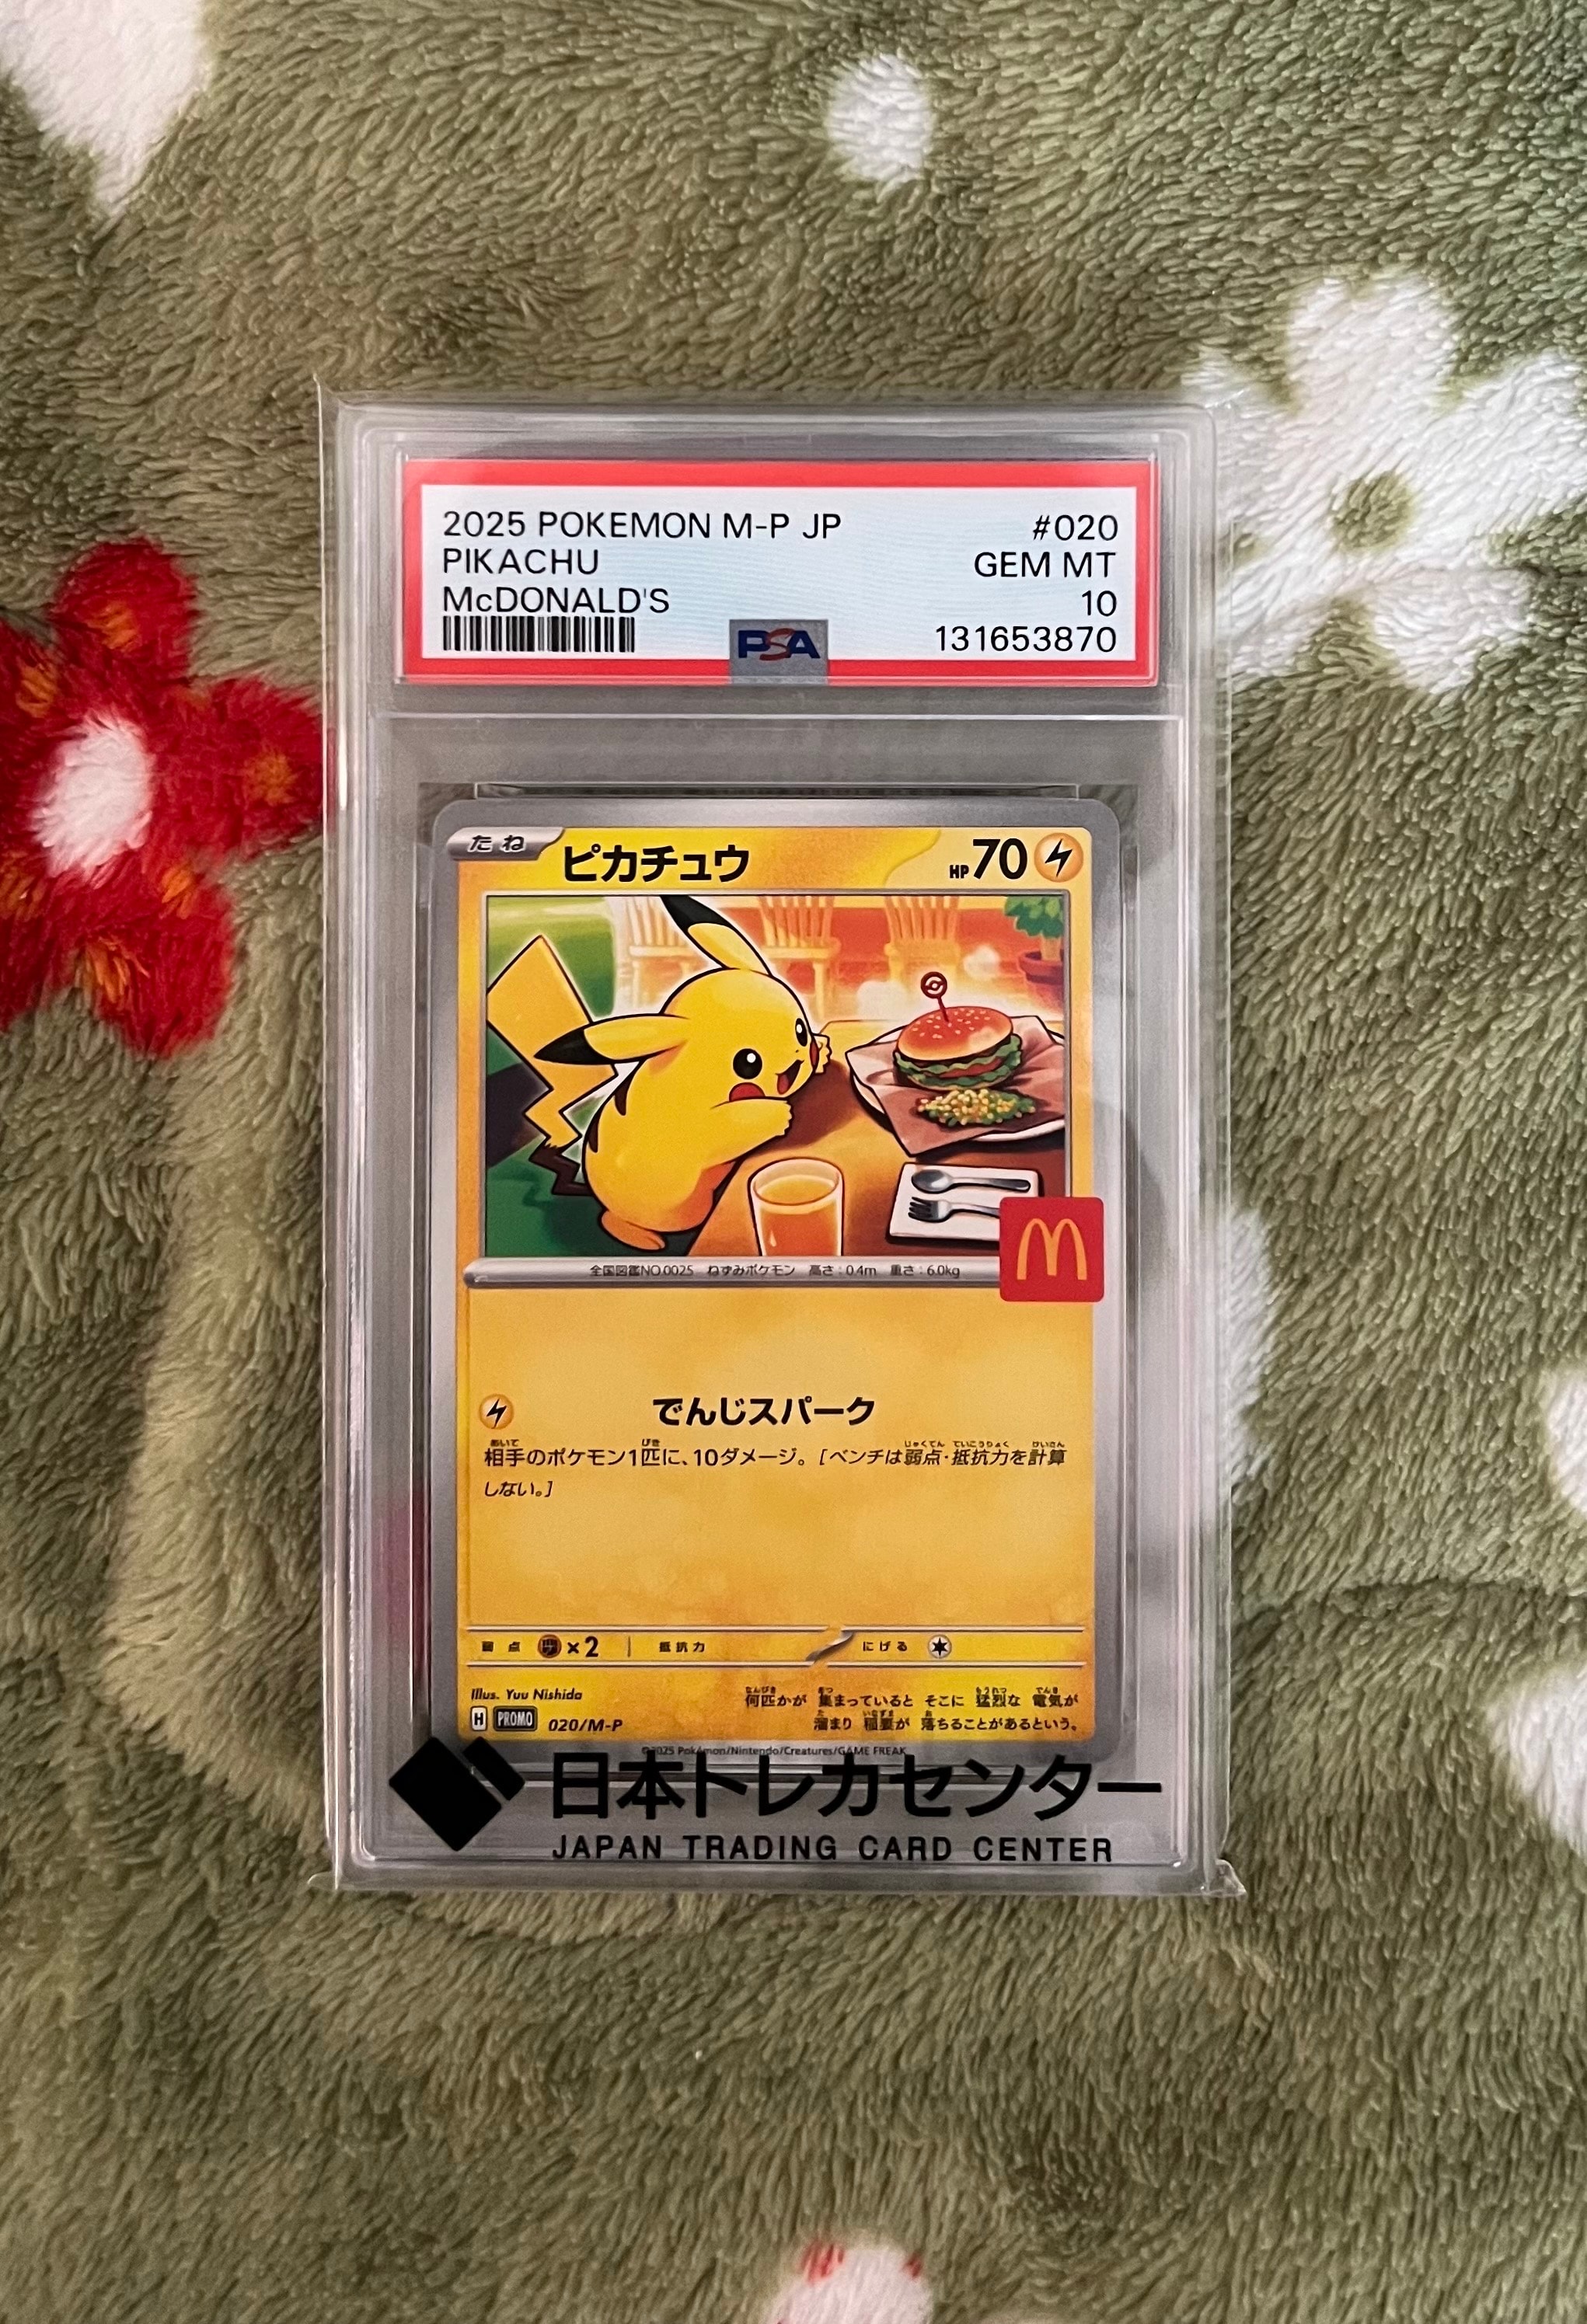 2025 POKEMON M-P JP #020
PIKACHU GEM MT
McDONALD'S 10
PSA 131653870
たね ピカチュウ HP70
全国図鑑NO.0025 ねずみポケモン 高さ:0.4m 重さ:6.0kg
M
でんじスパーク
相手のポケモン1匹に、10ダメージ。[ベンチは弱点・抵抗力を計算
しない。]
弱点 ×2 抵抗力 にげる
Illus. Yuu Nishida
何匹かが 集まっていると そこに 猛烈な 電気が
溜まり 稲妻が 落ちることがあるという。
H PROMO 020/M-P
©2025 Pokémon/Nintendo/Creatures/GAME FREAK
日本トレカセンター
JAPAN TRADING CARD CENTER